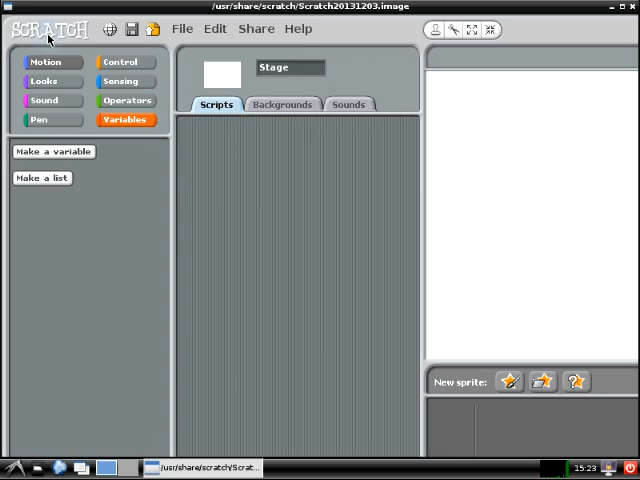 /usr/share/scratch/Scratch20131203.image
SCRATCH
File Edit Share Help
Motion Control
Looks Sensing
Sound Operators
Pen Variables
Make a variable
Make a list
Stage
Scripts Backgrounds Sounds
New sprite:
/usr/share/scratch/Scrat...
15:23